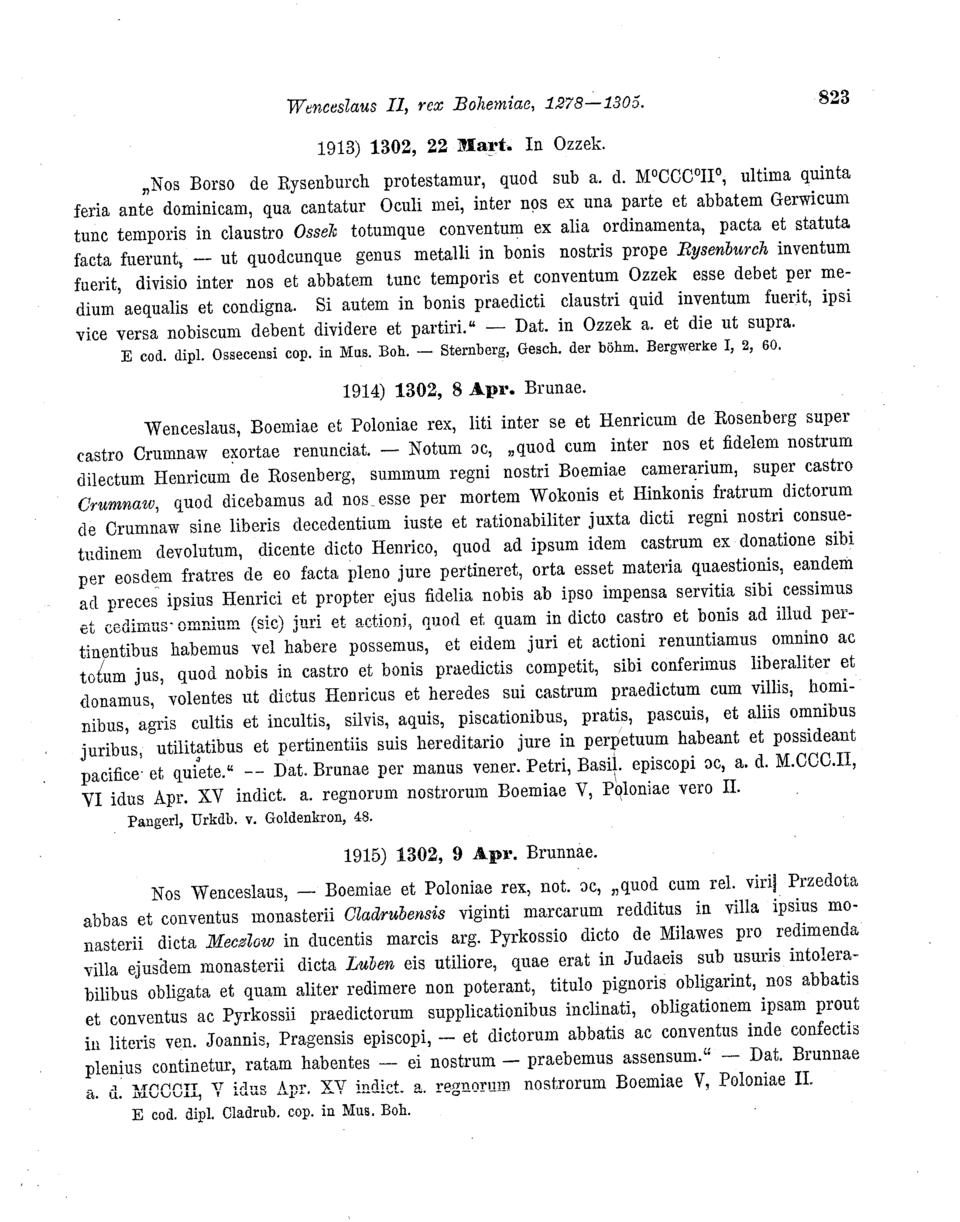 Wenceslaus II, rex Bohemiae, 1278—1305.
823
1913) 1302, 22 Mart. In Ozzek.
„Nos Borso de Rysenburch protestamur, quod sub a. d. M⁰CCC⁰II⁰, ultima quinta
feria ante dominicam, qua cantatur Oculi mei, inter nos ex una parte et abbatem Gerwicum
tunc temporis in claustro Ossek totumque conventum ex alia ordinamenta, pacta et statuta
facta fuerunt, — ut quodcunque genus metalli in bonis nostris prope Rysenburch inventum
fuerit, divisio inter nos et abbatem tunc temporis et conventum Ozzek esse debet per me-
dium aequalis et condigna. Si autem in bonis praedicti claustri quid inventum fuerit, ipsi
vice versa nobiscum debent dividere et partiri.“ — Dat. in Ozzek a. et die ut supra.
E cod. dipl. Ossecensi cop. in Mus. Boh. — Sternberg, Gesch. der böhm. Bergwerke I, 2, 60.
1914) 1302, 8 Apr. Brunae.
Wenceslaus, Boemiae et Poloniae rex, liti inter se et Henricum de Rosenberg super
castro Crumnaw exortae renunciat. — Notum ɔc, „quod cum inter nos et fidelem nostrum
dilectum Henricum de Rosenberg, summum regni nostri Boemiae camerarium, super castro
Crumnaw, quod dicebamus ad nos esse per mortem Wokonis et Hinkonis fratrum dictorum
de Crumnaw sine liberis decedentium iuste et rationabiliter juxta dicti regni nostri consue-
tudinem devolutum, dicente dicto Henrico, quod ad ipsum idem castrum ex donatione sibi
per eosdem fratres de eo facta pleno jure pertineret, orta esset materia quaestionis, eandem
ad preces ipsius Henrici et propter ejus fidelia nobis ab ipso impensa servitia sibi cessimus
et cedimus omnium (sic) juri et actioni, quod et quam in dicto castro et bonis ad illud per-
tinentibus habemus vel habere possemus, et eidem juri et actioni renuntiamus omnino ac
totum jus, quod nobis in castro et bonis praedictis competit, sibi conferimus liberaliter et
donamus, volentes ut dictus Henricus et heredes sui castrum praedictum cum villis, homi-
nibus, agris cultis et incultis, silvis, aquis, piscationibus, pratis, pascuis, et aliis omnibus
juribus, utilitatibus et pertinentiis suis hereditario jure in perpetuum habeant et possideant
pacifice et quiete.“ — Dat. Brunae per manus vener. Petri, Basil. episcopi ɔc, a. d. M.CCC.II,
VI idus Apr. XV indict. a. regnorum nostrorum Boemiae V, Poloniae vero II.
Pangerl, Urkdb. v. Goldenkron, 48.
1915) 1302, 9 Apr. Brunnae.
Nos Wenceslaus, — Boemiae et Poloniae rex, not. ɔc, „quod cum rel. viri Przedota
abbas et conventus monasterii Cladrubensis viginti marcarum redditus in villa ipsius mo-
nasterii dicta Meczlow in ducentis marcis arg. Pyrkossio dicto de Milawes pro redimenda
villa ejusdem monasterii dicta Luben eis utiliore, quae erat in Judaeis sub usuris intolera-
bilibus obligata et quam aliter redimere non poterant, titulo pignoris obligarint, nos abbatis
et conventus ac Pyrkossii praedictorum supplicationibus inclinati, obligationem ipsam prout
in literis ven. Joannis, Pragensis episcopi, — et dictorum abbatis ac conventus inde confectis
plenius continetur, ratam habentes — ei nostrum — praebemus assensum.“ — Dat. Brunnae
a. d. MCCCII, V idus Apr. XV indict. a. regnorum nostrorum Boemiae V, Poloniae II.
E cod. dipl. Cladrub. cop. in Mus. Boh.